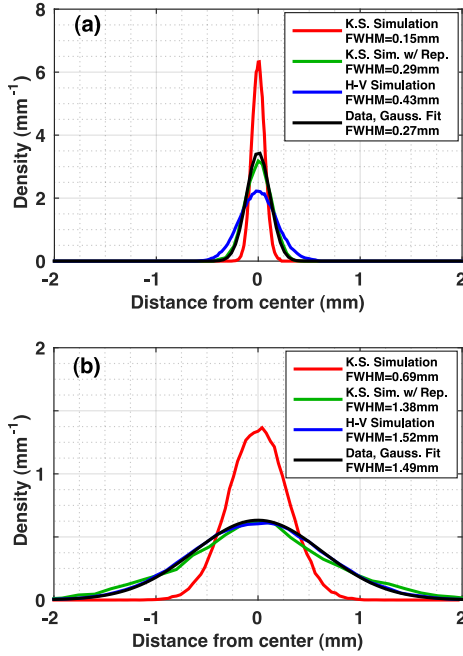 (a)
K.S. Simulation
FWHM=0.15mm
K.S. Sim. w/ Rep.
FWHM=0.29mm
H-V Simulation
FWHM=0.43mm
Data, Gauss. Fit
FWHM=0.27mm
8
6
4
2
0
Density (mm⁻¹)
-2 -1 0 1 2
Distance from center (mm)
(b)
K.S. Simulation
FWHM=0.69mm
K.S. Sim. w/ Rep.
FWHM=1.38mm
H-V Simulation
FWHM=1.52mm
Data, Gauss. Fit
FWHM=1.49mm
2
1
0
Density (mm⁻¹)
-2 -1 0 1 2
Distance from center (mm)